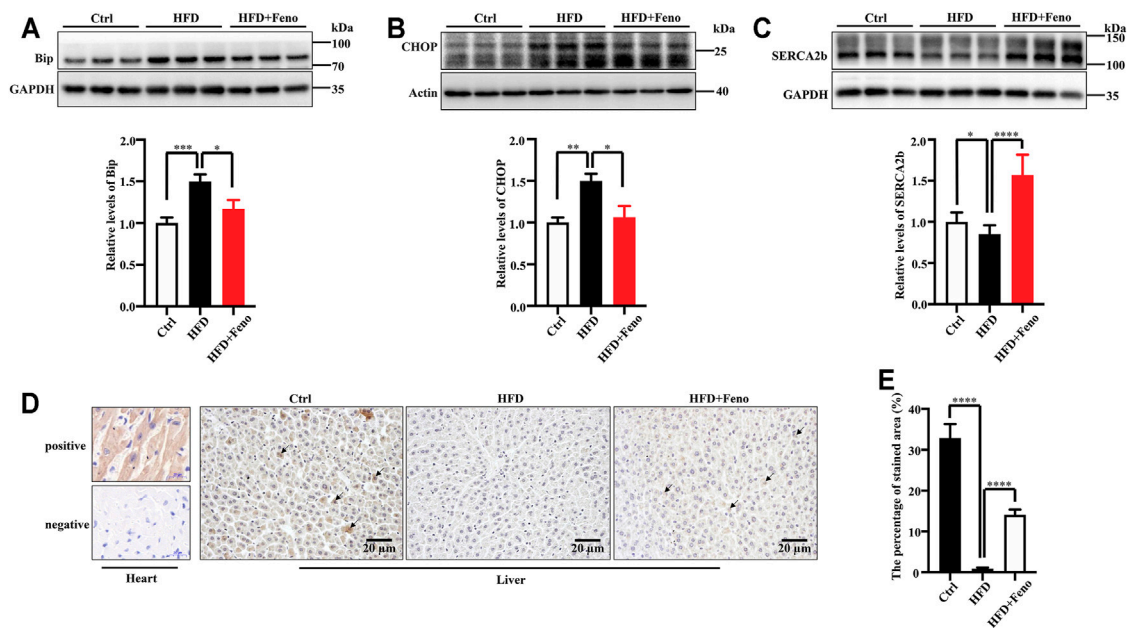 A
Ctrl HFD HFD+Feno kDa
100
Bip
70
GAPDH
35
Relative levels of Bip
2.0
1.5
1.0
0.5
0.0
*** *
Ctrl
HFD
HFD+Feno
B
Ctrl HFD HFD+Feno kDa
CHOP
25
Actin 40
Relative levels of CHOP
2.0
1.5
1.0
0.5
0.0
** *
Ctrl
HFD
HFD+Feno
C
Ctrl HFD HFD+Feno kDa
150
SERCA2b
100
GAPDH 35
Relative levels of SERCA2b
2.0
1.5
1.0
0.5
0.0
* ****
Ctrl
HFD
HFD+Feno
D
Ctrl HFD HFD+Feno
positive
negative
20 µm 20 µm 20 µm
Heart Liver
E
The percentage of stained area (%)
40
30
20
10
0
****
****
Ctrl
HFD
HFD+Feno